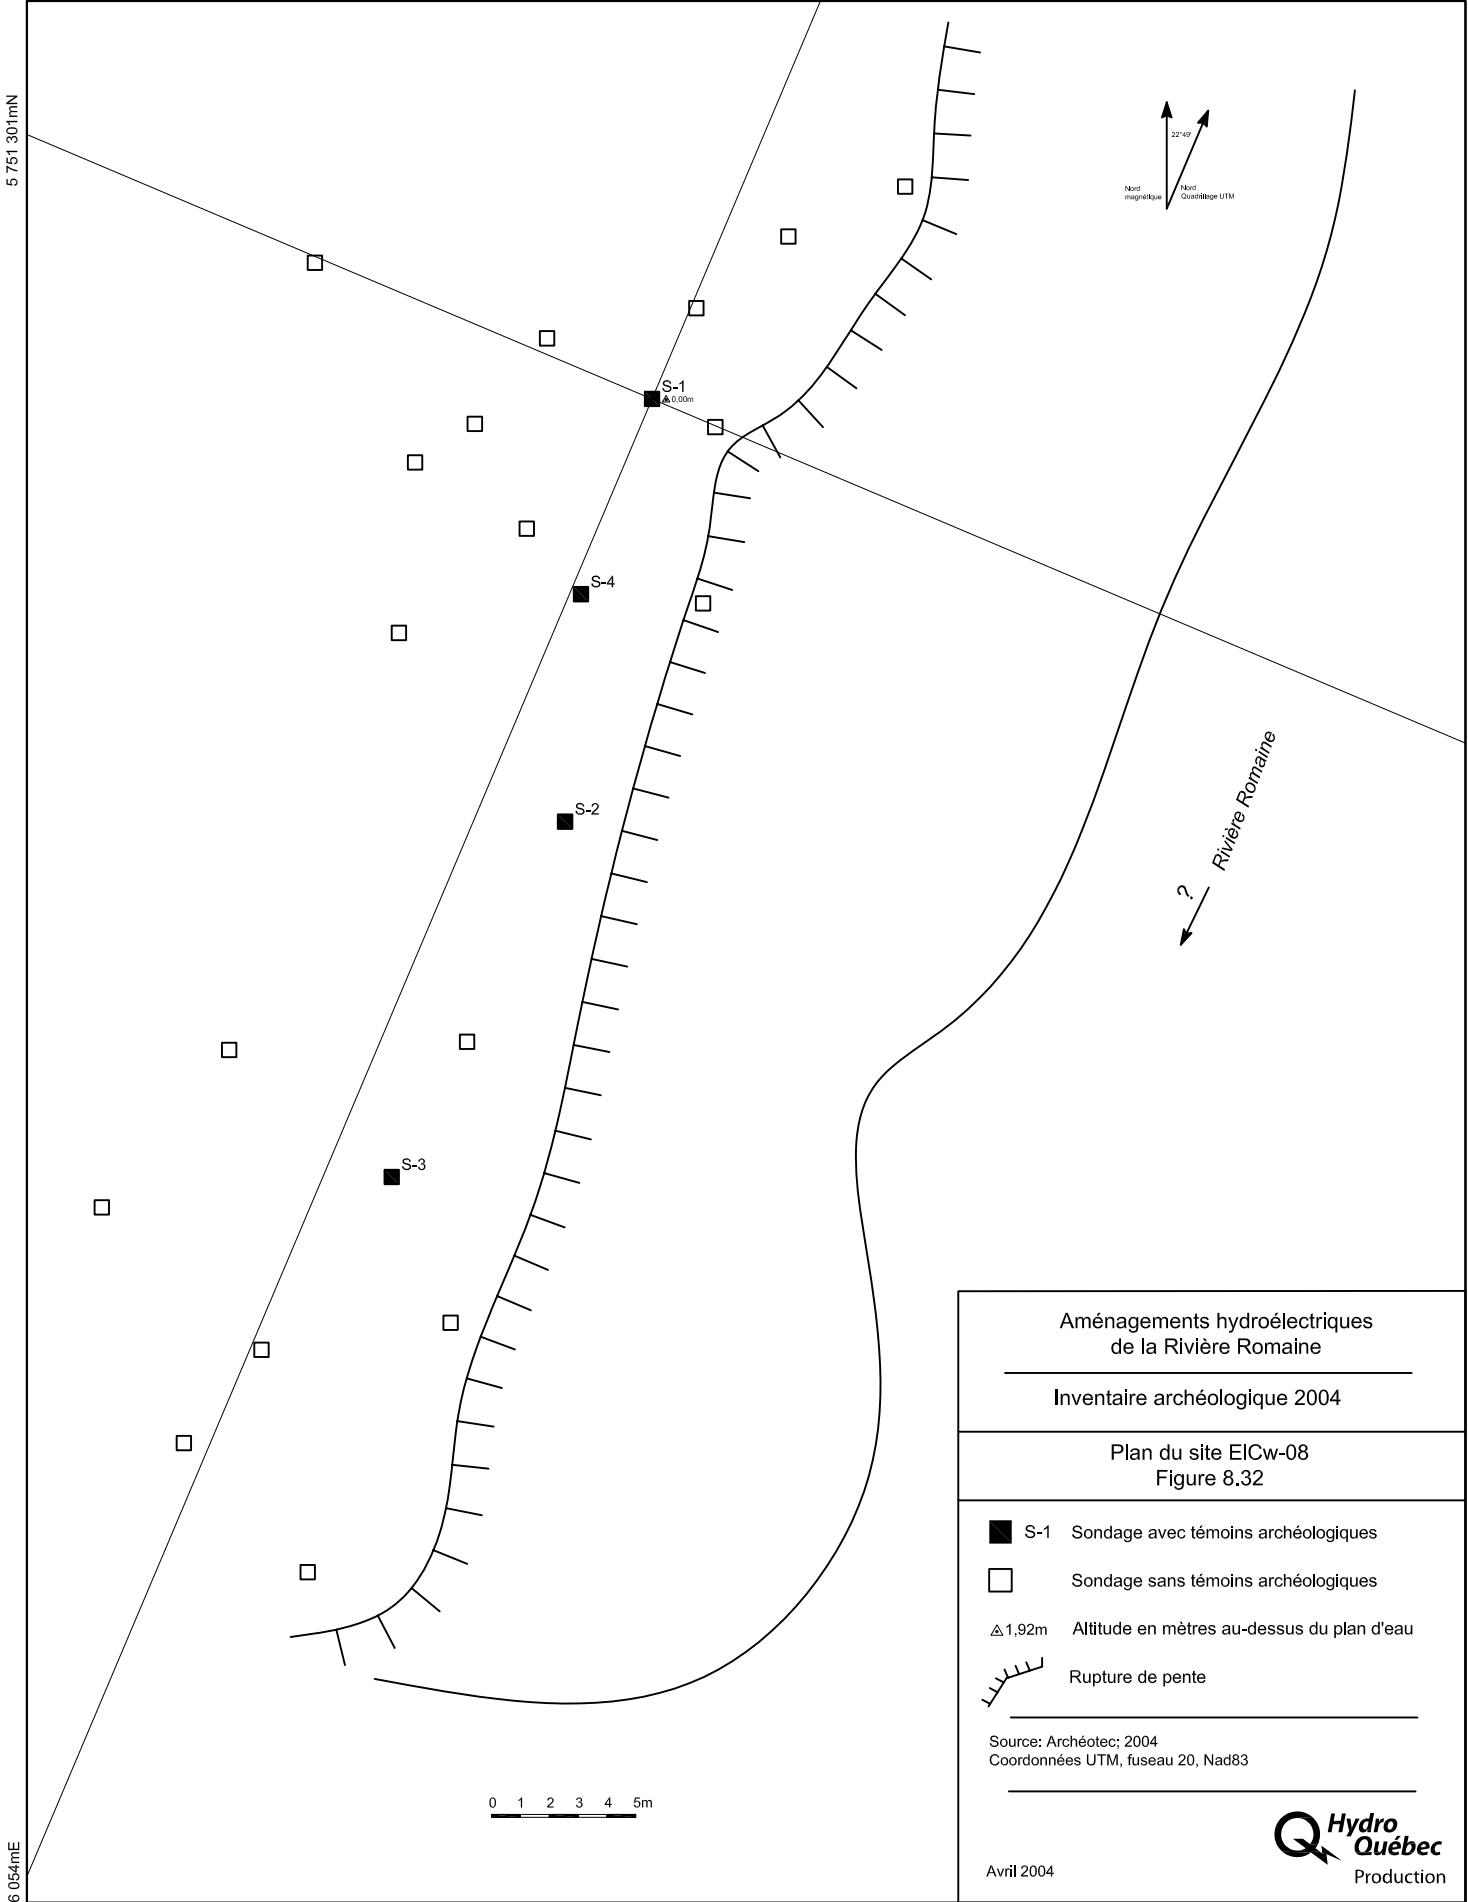 5 751 301mN
22°49'
Nord
magnétique
Nord
Quadrillage UTM
S-1
0,00m
S-4
S-2
Rivière Romaine
?
S-3
0 1 2 3 4 5m
6 054mE
Aménagements hydroélectriques
de la Rivière Romaine
Inventaire archéologique 2004
Plan du site EICw-08
Figure 8.32
S-1 Sondage avec témoins archéologiques
Sondage sans témoins archéologiques
1,92m Altitude en mètres au-dessus du plan d'eau
Rupture de pente
Source: Archéotec; 2004
Coordonnées UTM, fuseau 20, Nad83
Hydro
Québec
Production
Avril 2004